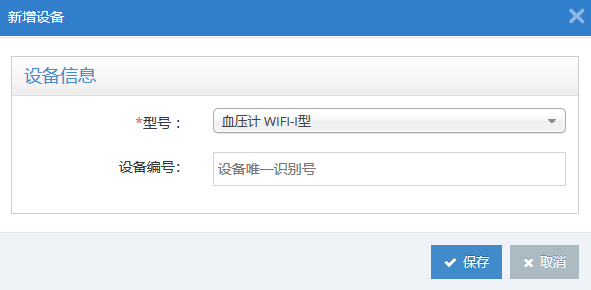 新增设备
设备信息
*型号： 血压计 WIFI-I型
设备编号： 设备唯一识别号
保存 取消